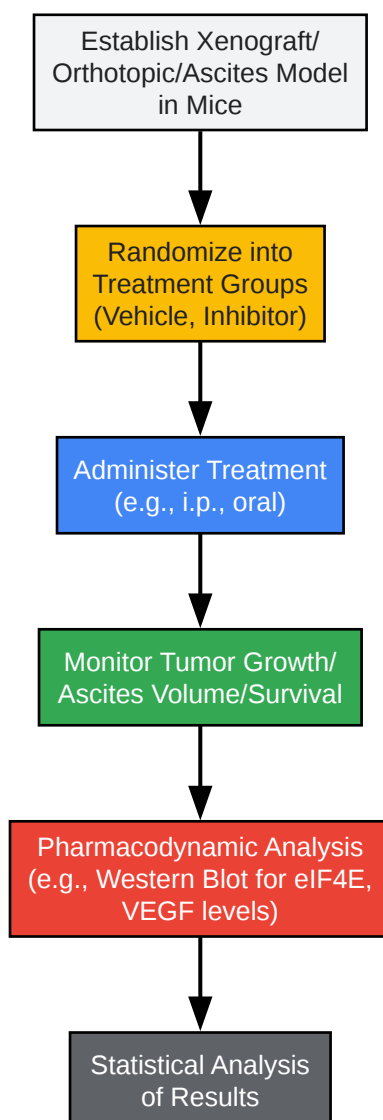 Establish Xenograft/
Orthotopic/Ascites Model
in Mice
Randomize into
Treatment Groups
(Vehicle, Inhibitor)
Administer Treatment
(e.g., i.p., oral)
Monitor Tumor Growth/
Ascites Volume/Survival
Pharmacodynamic Analysis
(e.g., Western Blot for eIF4E,
VEGF levels)
Statistical Analysis
of Results